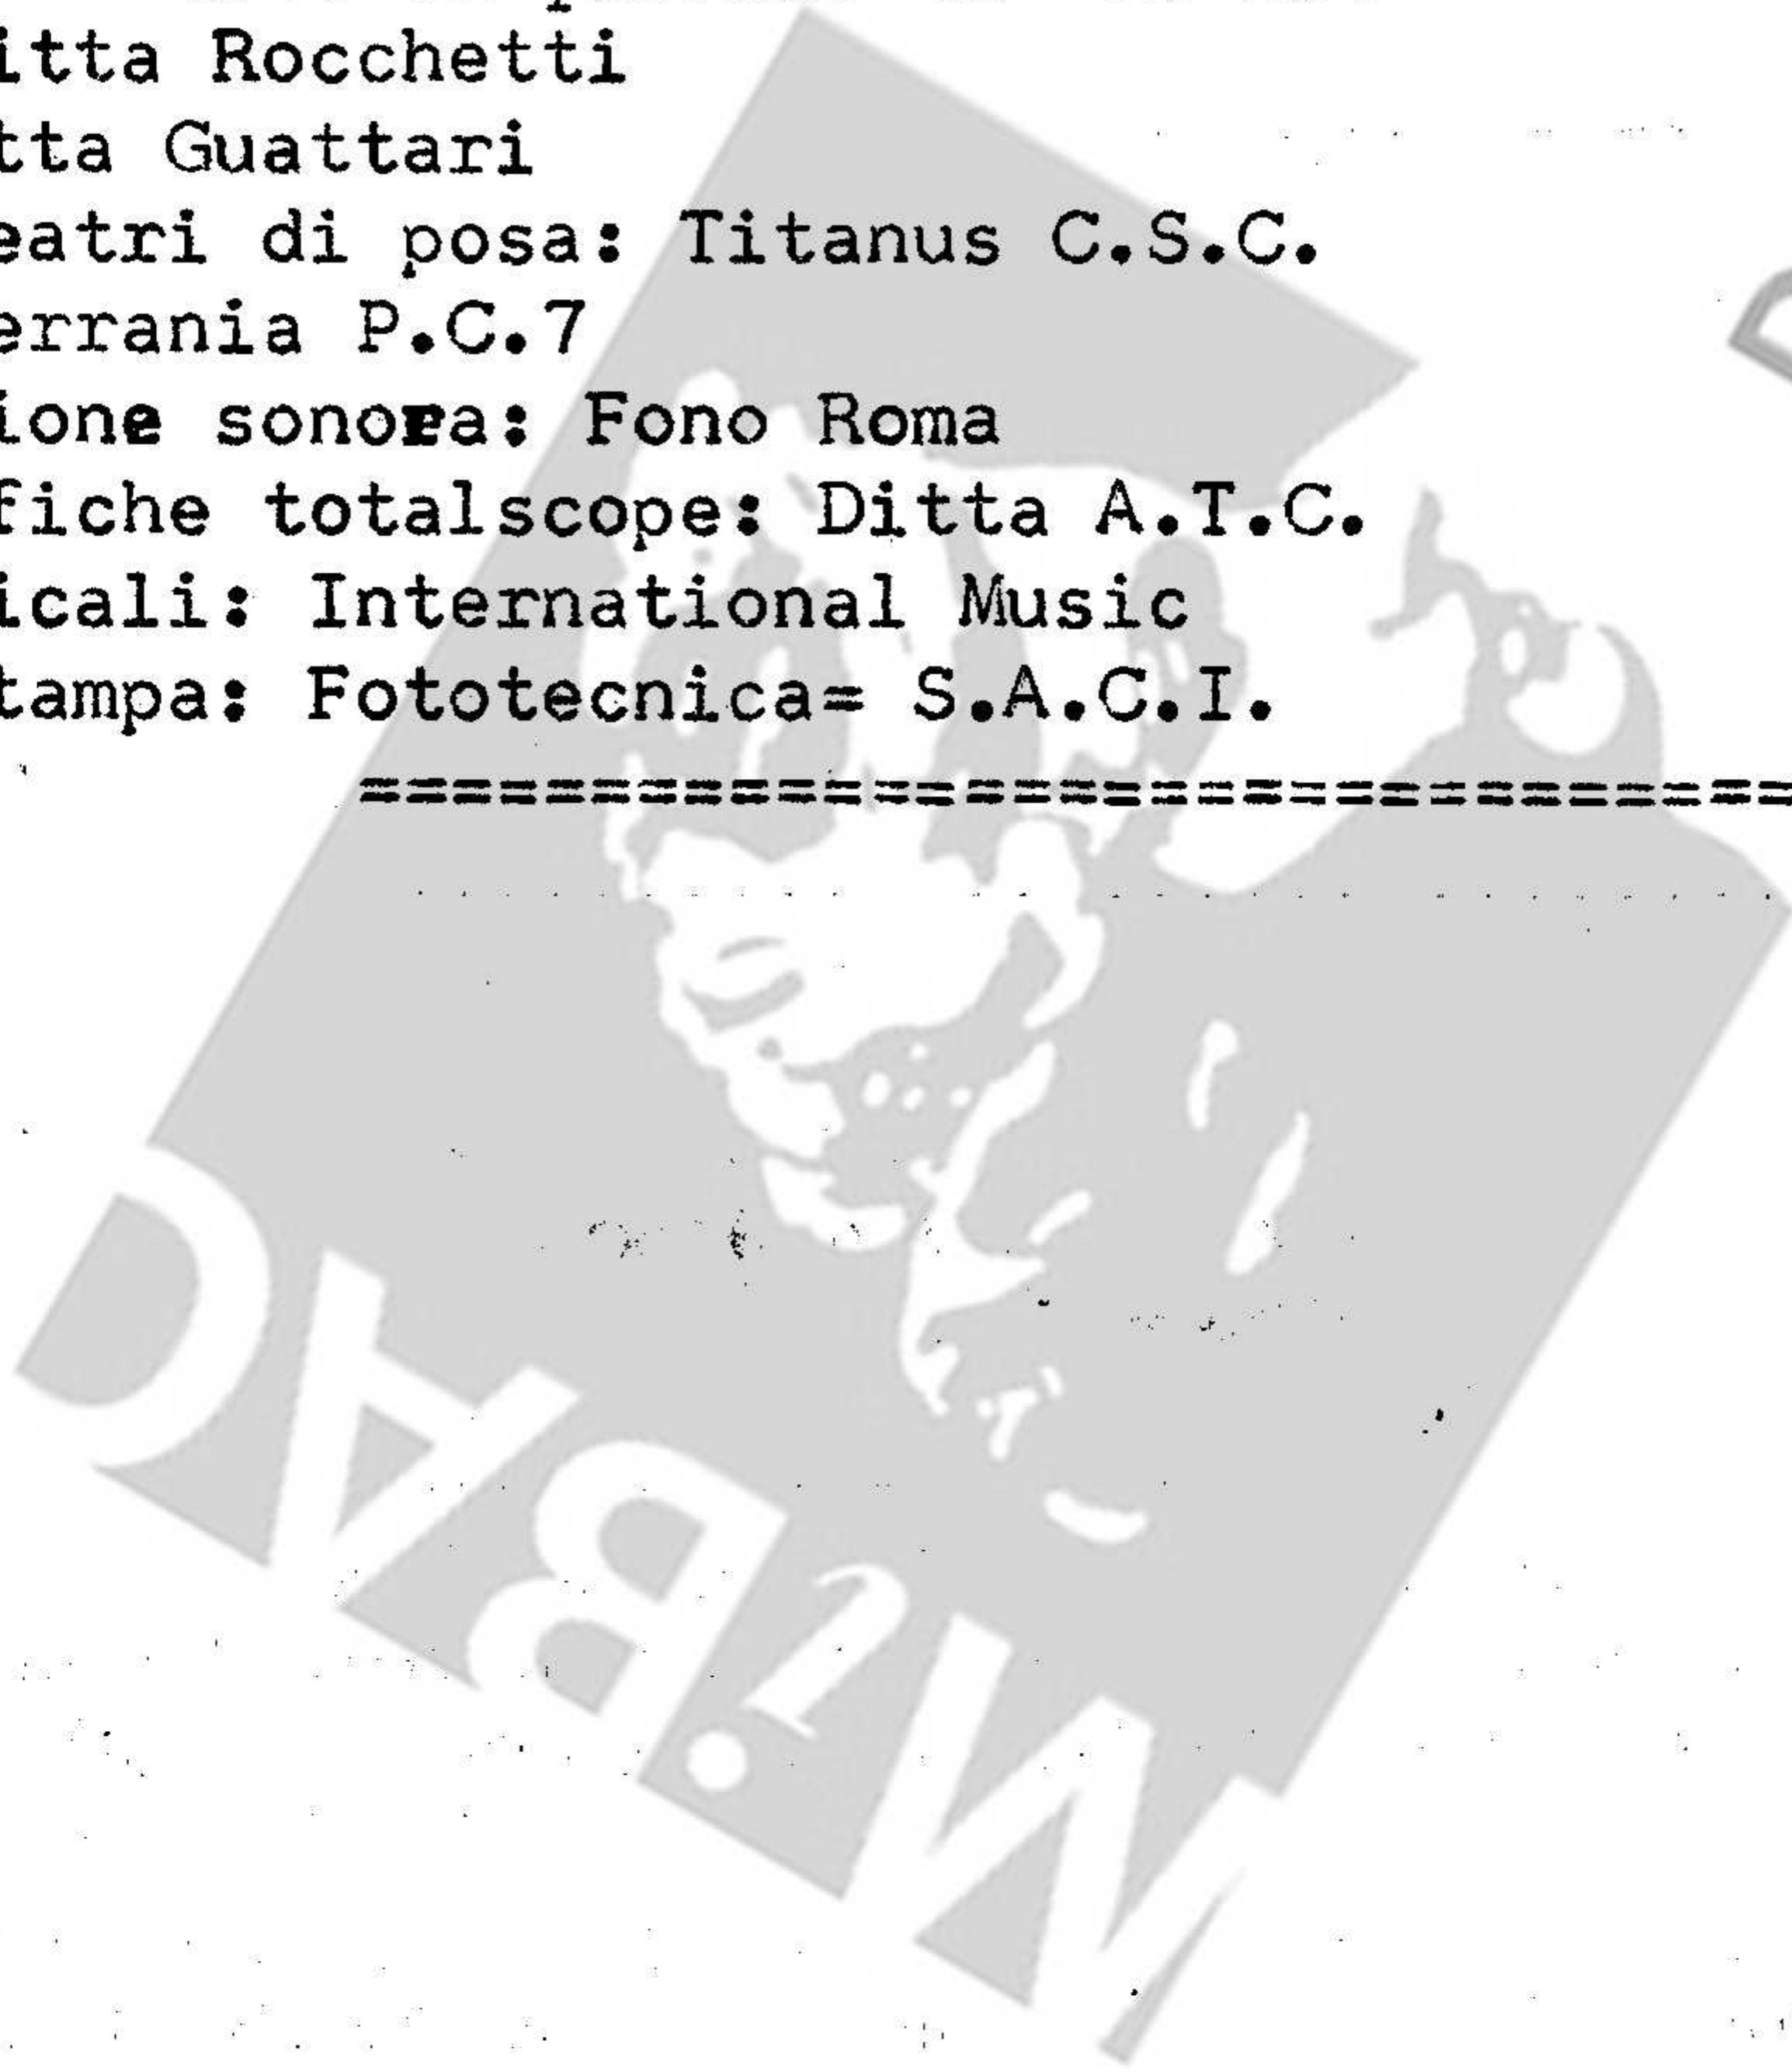 itta Rocchetti
tta Guattari
eatri di posa: Titanus C.S.C.
errania P.C.7
ione sonora: Fono Roma
fiche totalscope: Ditta A.T.C.
icali: International Music
tampa: Fototecnica= S.A.C.I.
==============================
MiBAC